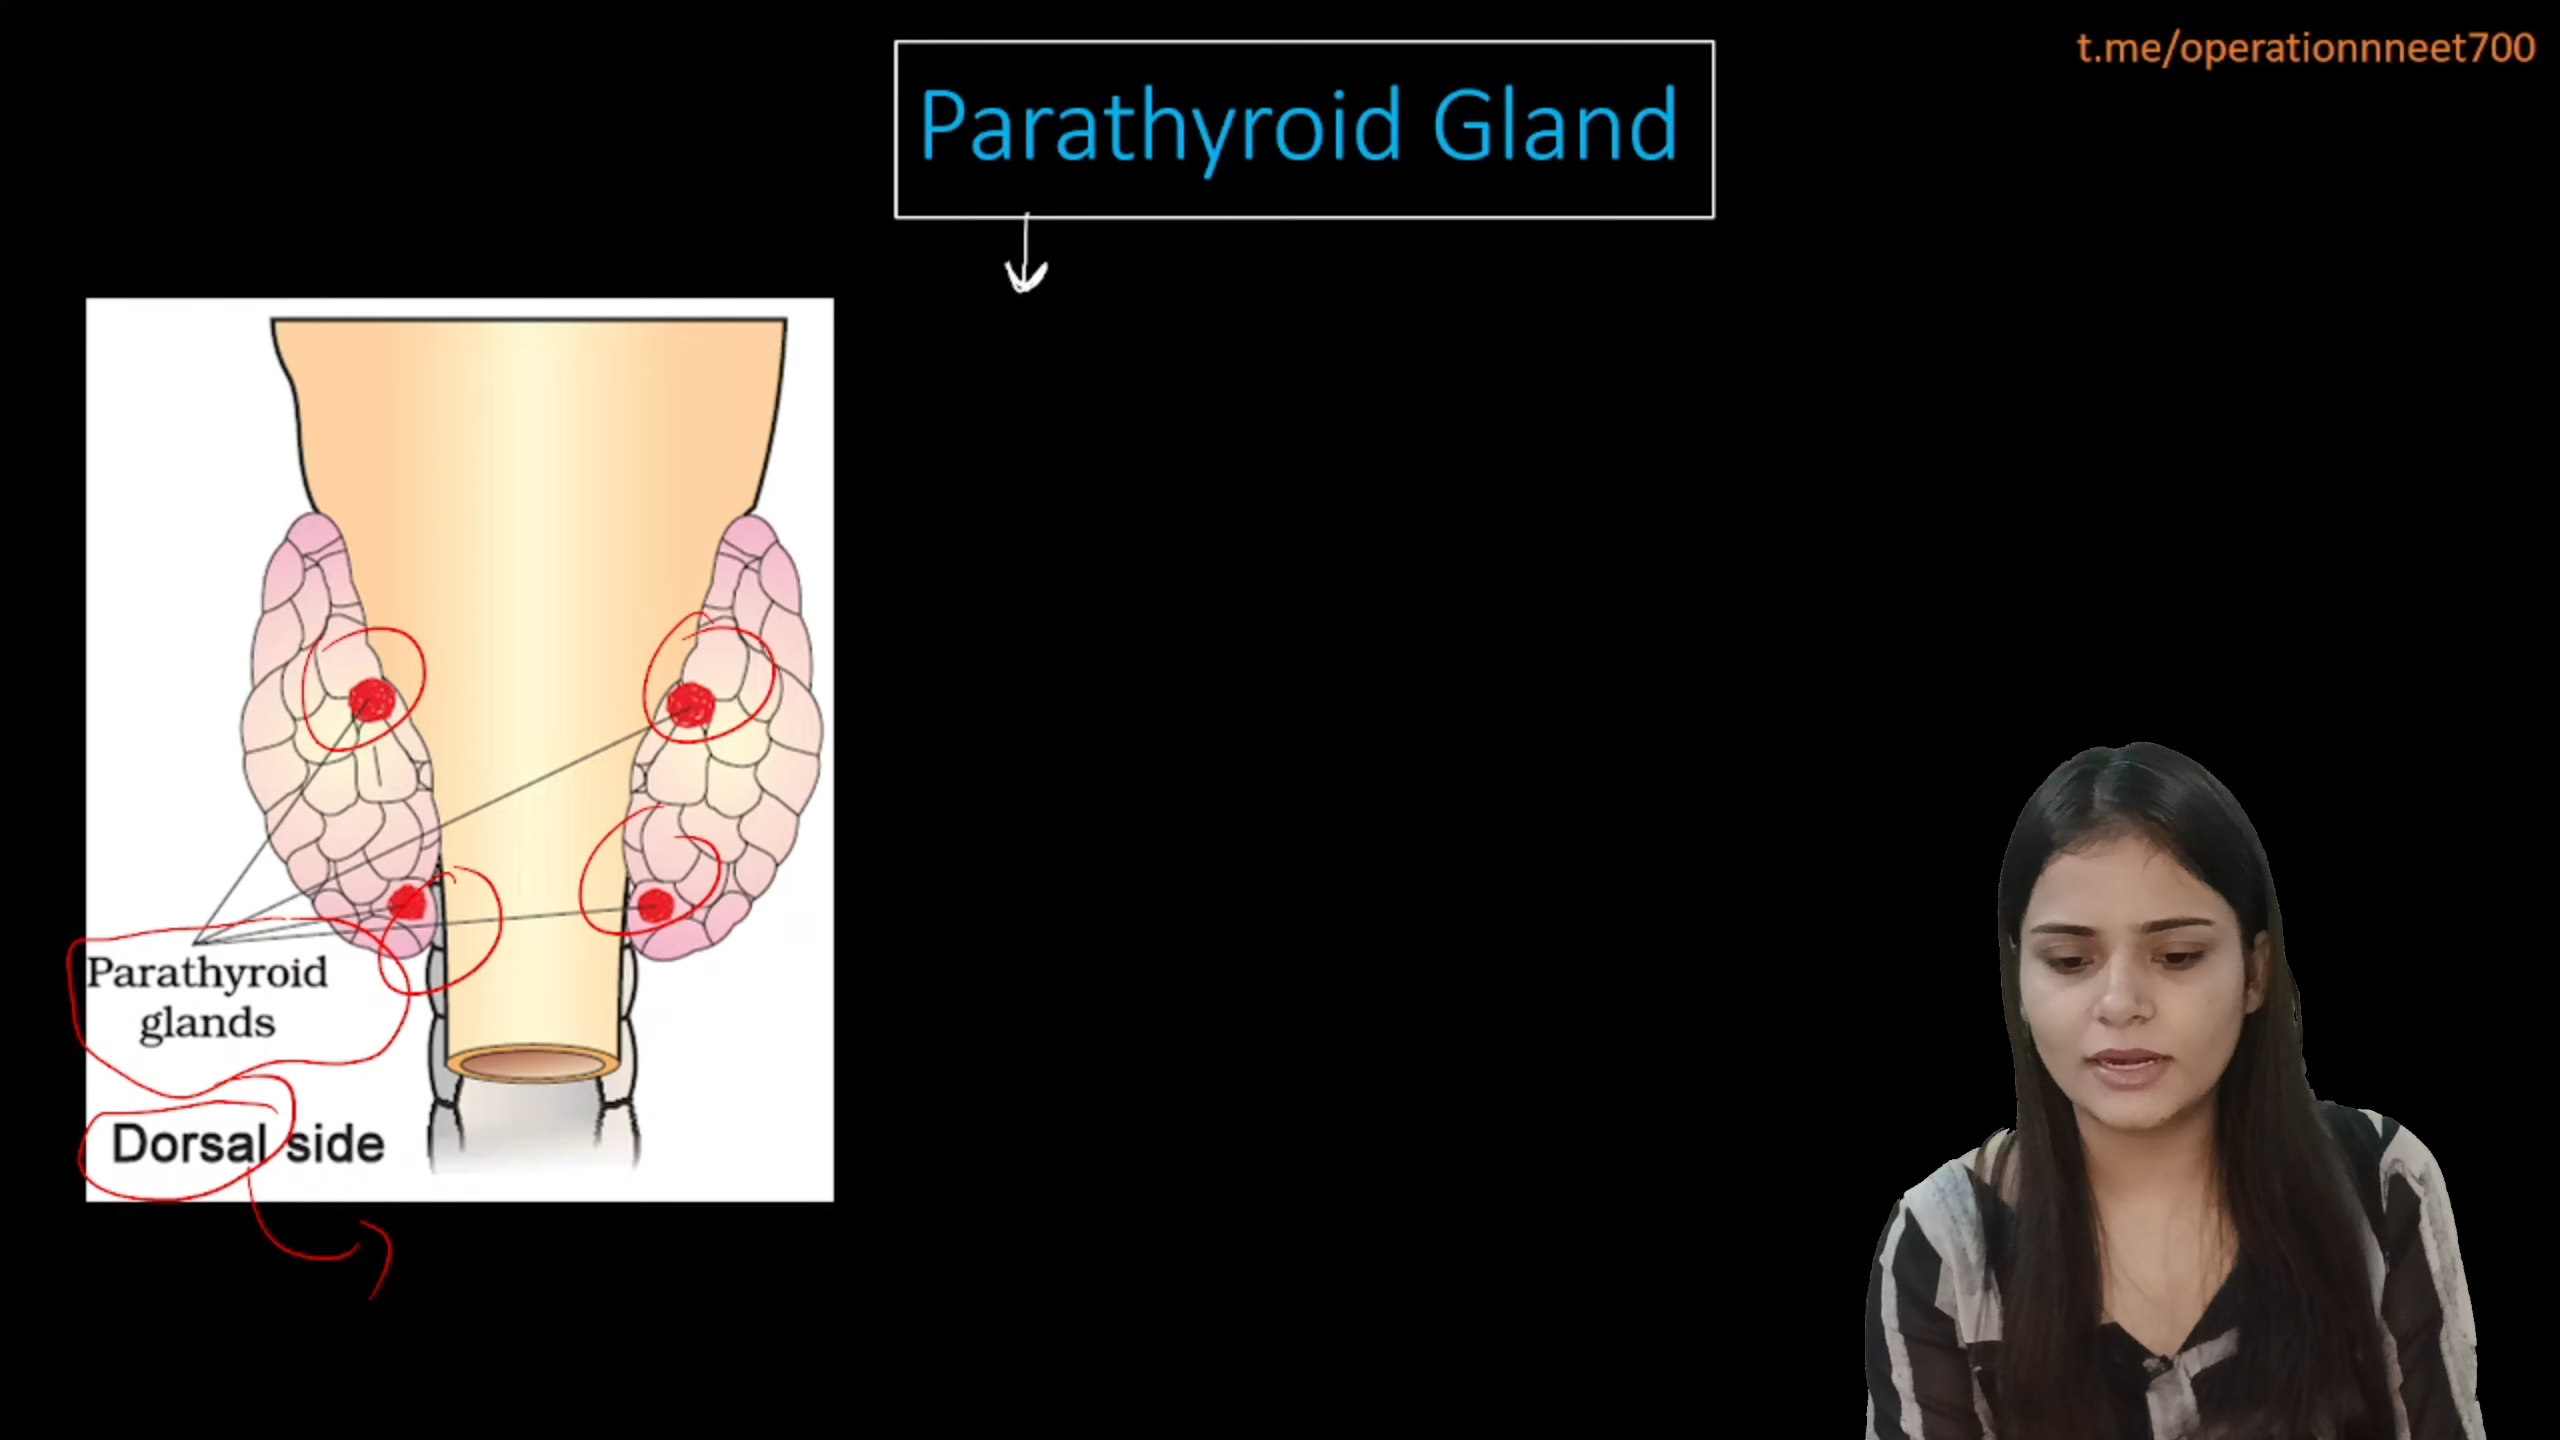 t.me/operationnneet700
Parathyroid Gland
Parathyroid
glands
Dorsal side